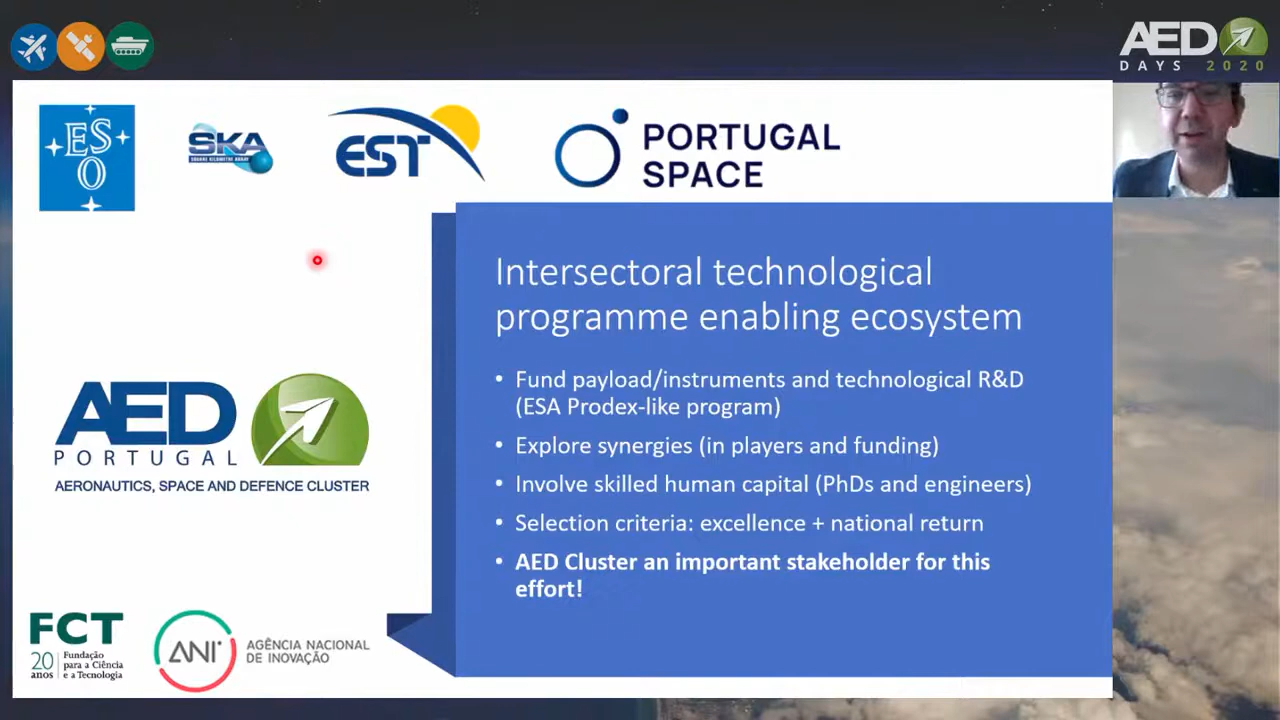 AED
DAYS 2020
ESO
SKA
SQUARE KILOMETRE ARRAY
EST
PORTUGAL
SPACE
Intersectoral technological
programme enabling ecosystem
• Fund payload/instruments and technological R&D
(ESA Prodex-like program)
• Explore synergies (in players and funding)
• Involve skilled human capital (PhDs and engineers)
• Selection criteria: excellence + national return
• AED Cluster an important stakeholder for this
effort!
AED
PORTUGAL
AERONAUTICS, SPACE AND DEFENCE CLUSTER
FCT
20
anos
Fundação
para a Ciência
e a Tecnologia
ANI
AGÊNCIA NACIONAL
DE INOVAÇÃO